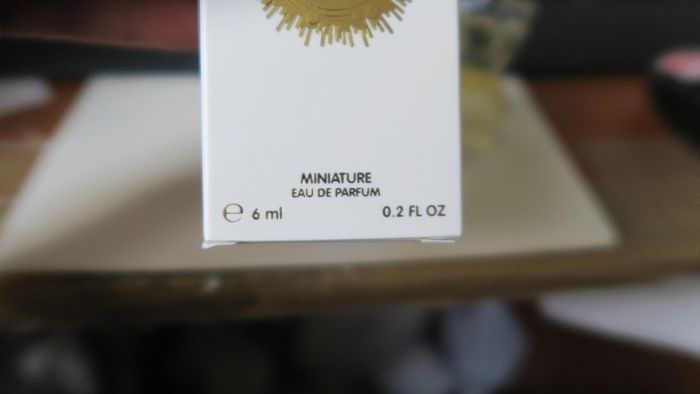 MINIATURE
EAU DE PARFUM
℮ 6 ml 0.2 FL OZ